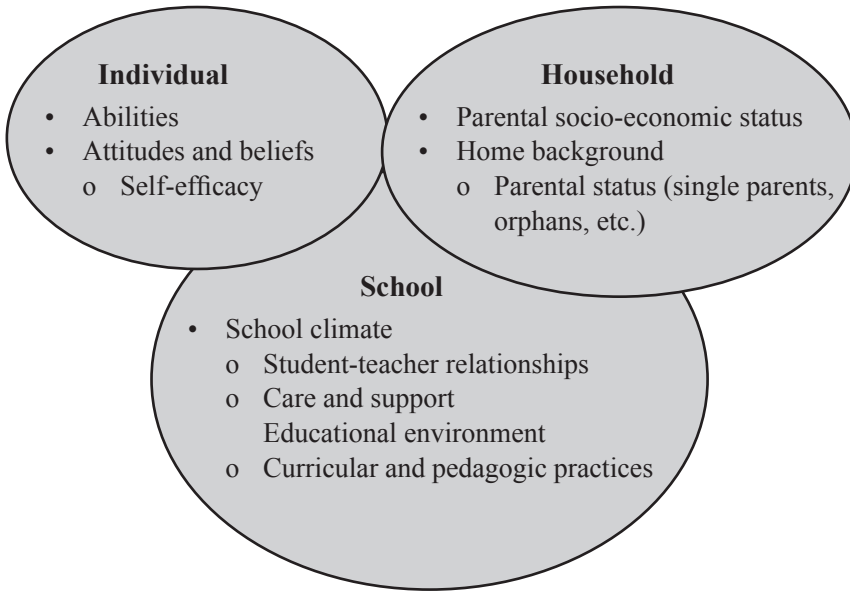 Individual
• Abilities
• Attitudes and beliefs
o Self-efficacy
Household
• Parental socio-economic status
• Home background
o Parental status (single parents,
orphans, etc.)
School
• School climate
o Student-teacher relationships
o Care and support
Educational environment
o Curricular and pedagogic practices